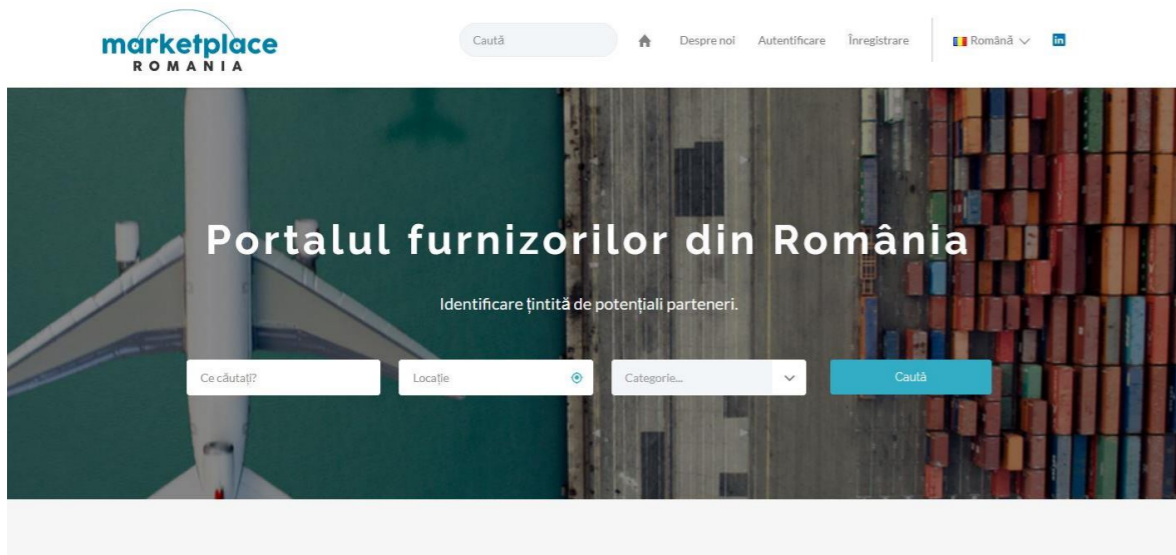 marketplace
ROMANIA
Caută
Despre noi
Autentificare
Înregistrare
Română
in
Portalul furnizorilor din România
Identificare țintită de potențiali parteneri.
Ce căutați?
Locație
Categorie...
Caută